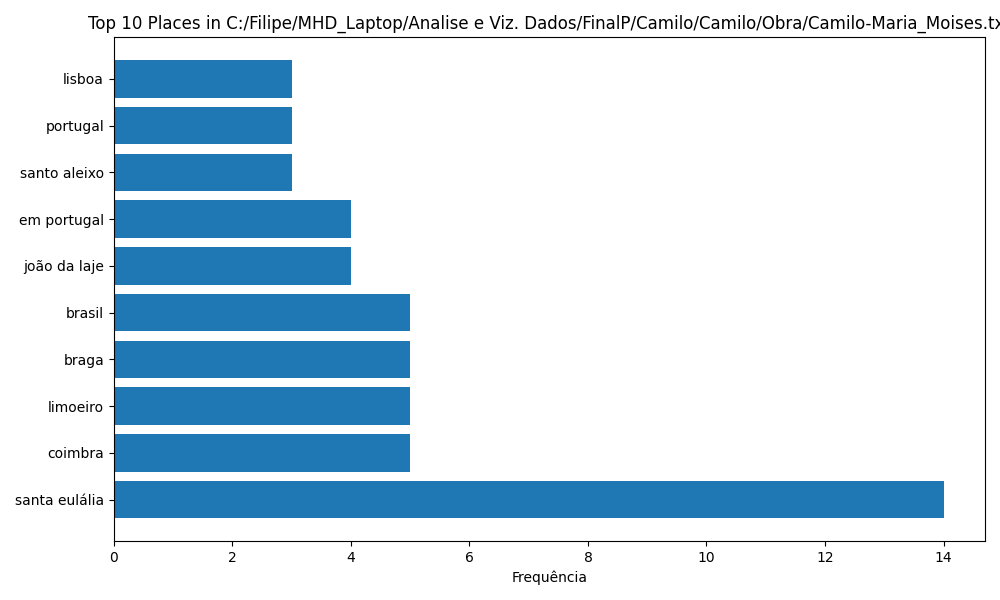 Top 10 Places in C:/Filipe/MHD_Laptop/Analise e Viz. Dados/FinalP/Camilo/Camilo/Obra/Camilo-Maria_Moises.tx
lisboa
portugal
santo aleixo
em portugal
joão da laje
brasil
braga
limoeiro
coimbra
santa eulália
0 2 4 6 8 10 12 14
Frequência